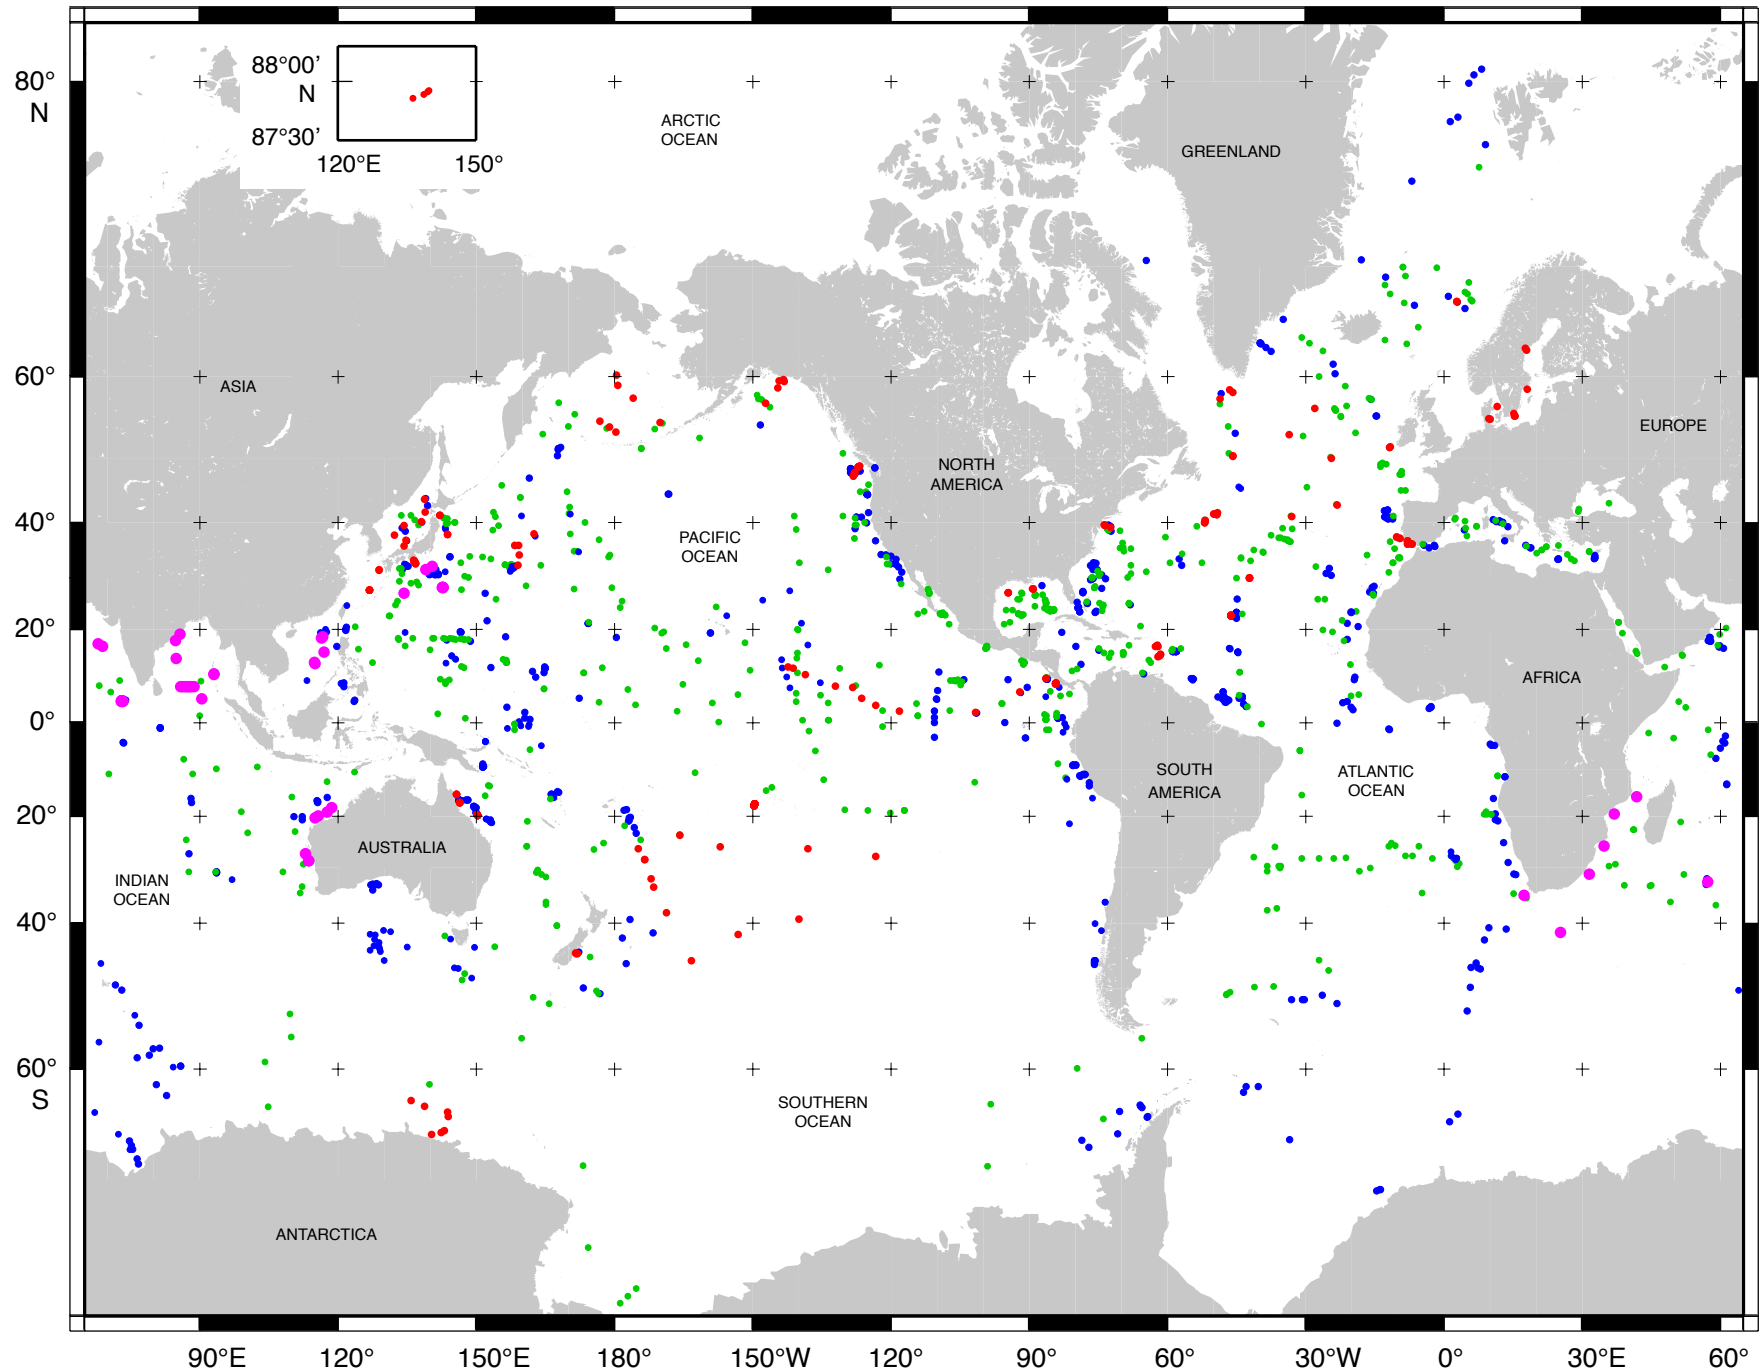 88°00'
N
87°30'
120°E 150°
80°
N
60°
40°
20°
0°
20°
40°
60°
S
ARCTIC
OCEAN
GREENLAND
ASIA
EUROPE
NORTH
AMERICA
PACIFIC
OCEAN
AFRICA
SOUTH
AMERICA
ATLANTIC
OCEAN
AUSTRALIA
INDIAN
OCEAN
SOUTHERN
OCEAN
ANTARCTICA
90°E 120° 150°E 180° 150°W 120° 90° 60° 30°W 0° 30°E 60°